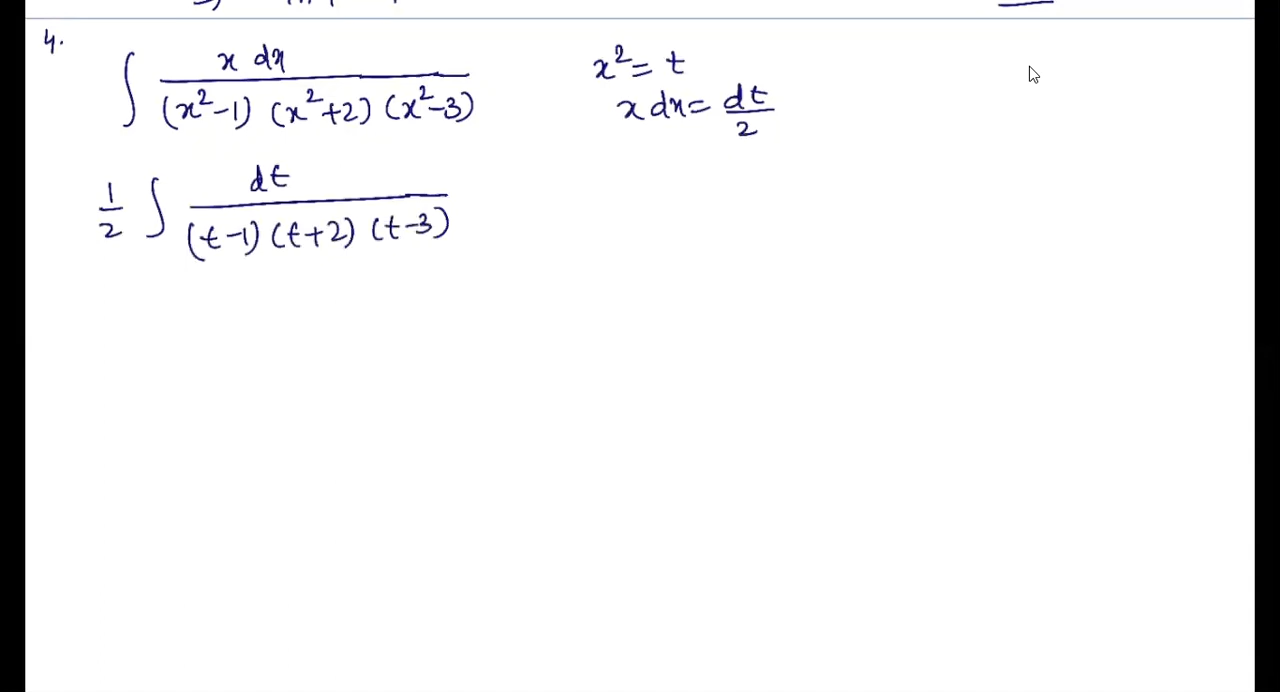 4.
∫ x dx / (x²-1) (x²+2) (x²-3)
x² = t
x dx = dt/2
1/2 ∫ dt / (t-1) (t+2) (t-3)